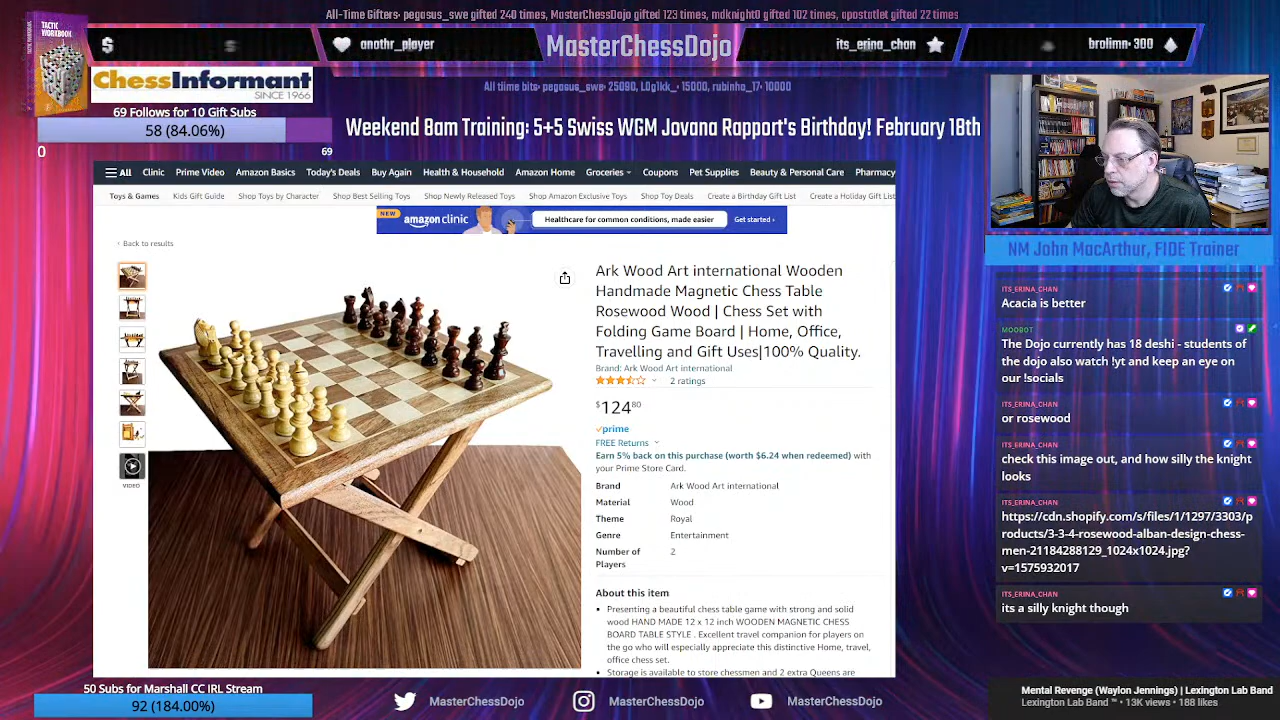 All-Time Gifters• pegasus_swe gifted 240 times, MasterChessDojo gifted 123 times, mdknight0 gifted 102 times, apostatlet gifted 22 times
TACTIC WORKBOOK
$
anothr_player
MasterChessDojo
its_erina_chan
brolimn• 300
ChessInformant
SINCE 1966
All tiime bits• pegasus_swe• 25090, L0g1kk_• 15000, rubinho_17• 10000
69 Follows for 10 Gift Subs
58 (84.06%)
0
69
Weekend 8am Training: 5+5 Swiss WGM Jovana Rapport's Birthday! February 18th
All Clinic Prime Video Amazon Basics Today's Deals Buy Again Health & Household Amazon Home Groceries Coupons Pet Supplies Beauty & Personal Care Pharmacy
Toys & Games Kids Gift Guide Shop Toys by Character Shop Best Selling Toys Shop Newly Released Toys Shop Amazon Exclusive Toys Shop Toy Deals Create a Birthday Gift List Create a Holiday Gift List
NEW
amazon clinic
Healthcare for common conditions, made easier
Get started ›
‹ Back to results
VIDEO
Ark Wood Art international Wooden
Handmade Magnetic Chess Table
Rosewood Wood | Chess Set with
Folding Game Board | Home, Office,
Travelling and Gift Uses|100% Quality.
Brand: Ark Wood Art international
2 ratings
$124 80
prime
FREE Returns
Earn 5% back on this purchase (worth $6.24 when redeemed) with
your Prime Store Card.
Brand Ark Wood Art international
Material Wood
Theme Royal
Genre Entertainment
Number of 2
Players
About this item
• Presenting a beautiful chess table game with strong and solid
wood HAND MADE 12 x 12 inch WOODEN MAGNETIC CHESS
BOARD TABLE STYLE . Excellent travel companion for players on
the go who will especially appreciate this distinctive Home, travel,
office chess set.
• Storage is available to store chessmen and 2 extra Queens are
NM John MacArthur, FIDE Trainer
ITS_ERINA_CHAN
Acacia is better
MOOBOT
The Dojo currently has 18 deshi - students of
the dojo also watch !yt and keep an eye on
our !socials
ITS_ERINA_CHAN
or rosewood
ITS_ERINA_CHAN
check this image out, and how silly the knight
looks
ITS_ERINA_CHAN
https://cdn.shopify.com/s/files/1/1297/3303/p
roducts/3-3-4-rosewood-alban-design-chess-
men-21184288129_1024x1024.jpg?
v=1575932017
ITS_ERINA_CHAN
its a silly knight though
50 Subs for Marshall CC IRL Stream
92 (184.00%)
MasterChessDojo
MasterChessDojo
MasterChessDojo
Mental Revenge (Waylon Jennings) | Lexington Lab Band
Lexington Lab Band ™ • 13K views • 188 likes